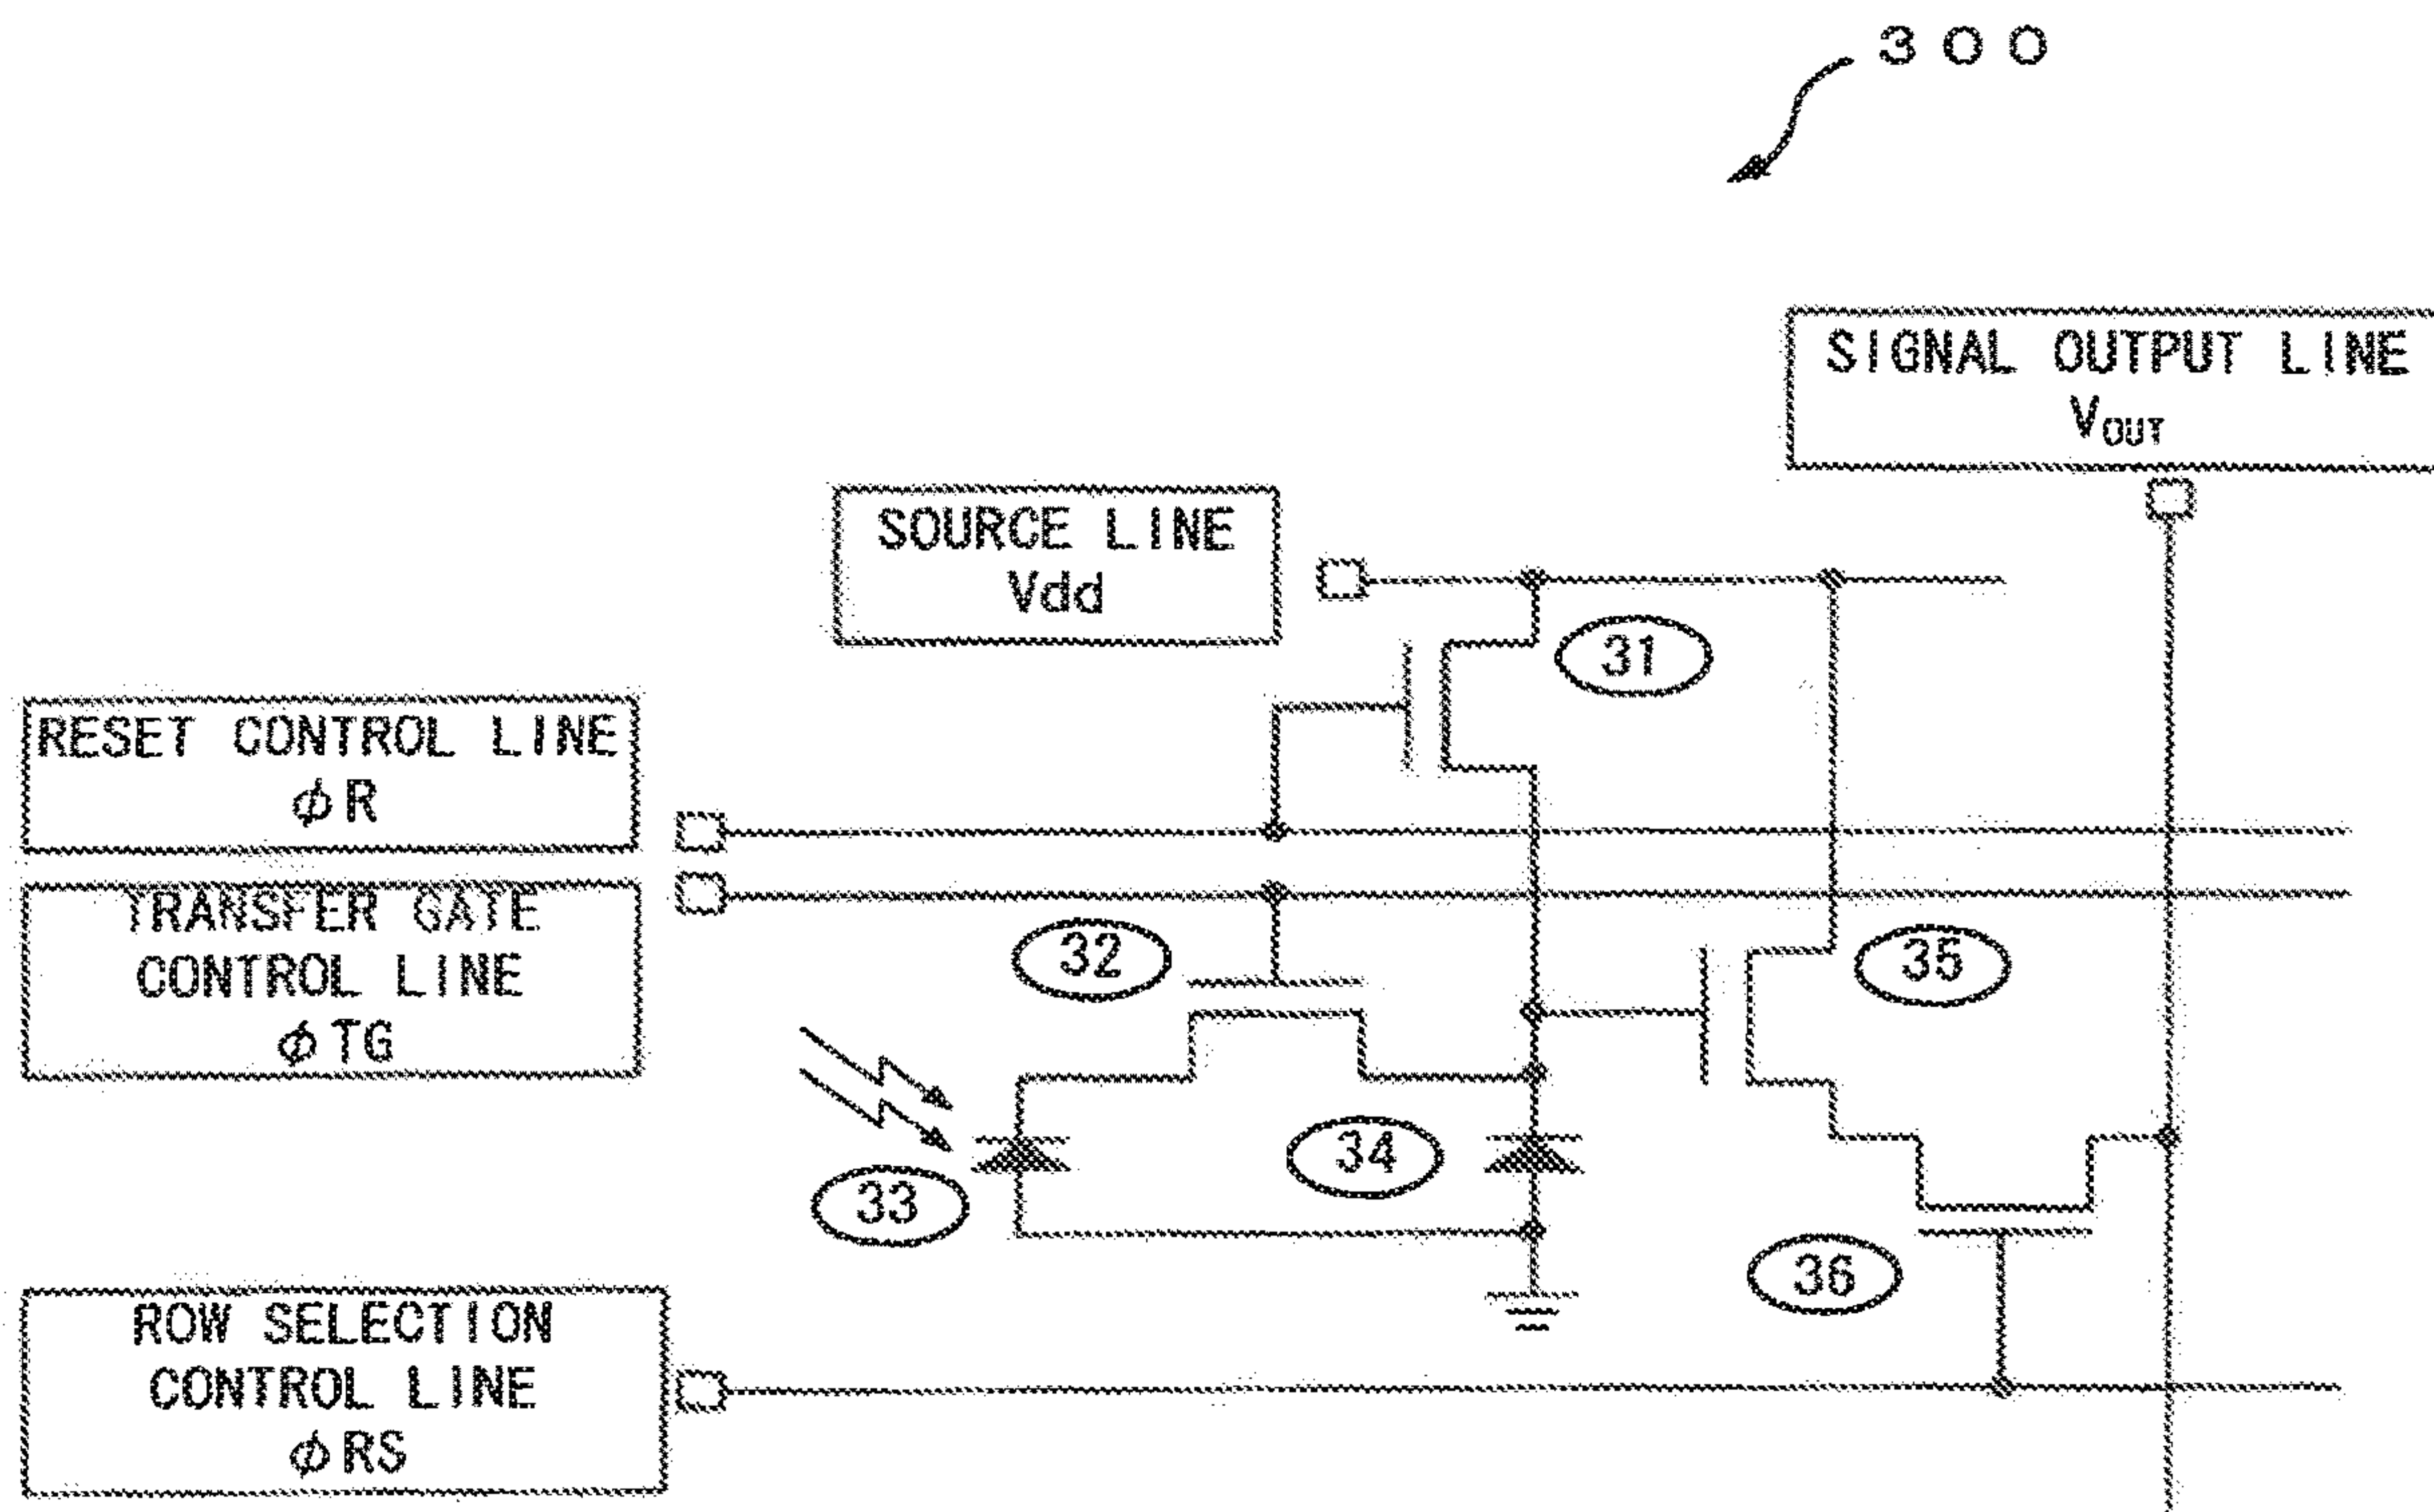 300
SIGNAL OUTPUT LINE
VOUT
SOURCE LINE
Vdd
31
RESET CONTROL LINE
ϕR
TRANSFER GATE
CONTROL LINE
ϕTG
32
35
33
34
36
ROW SELECTION
CONTROL LINE
ϕRS